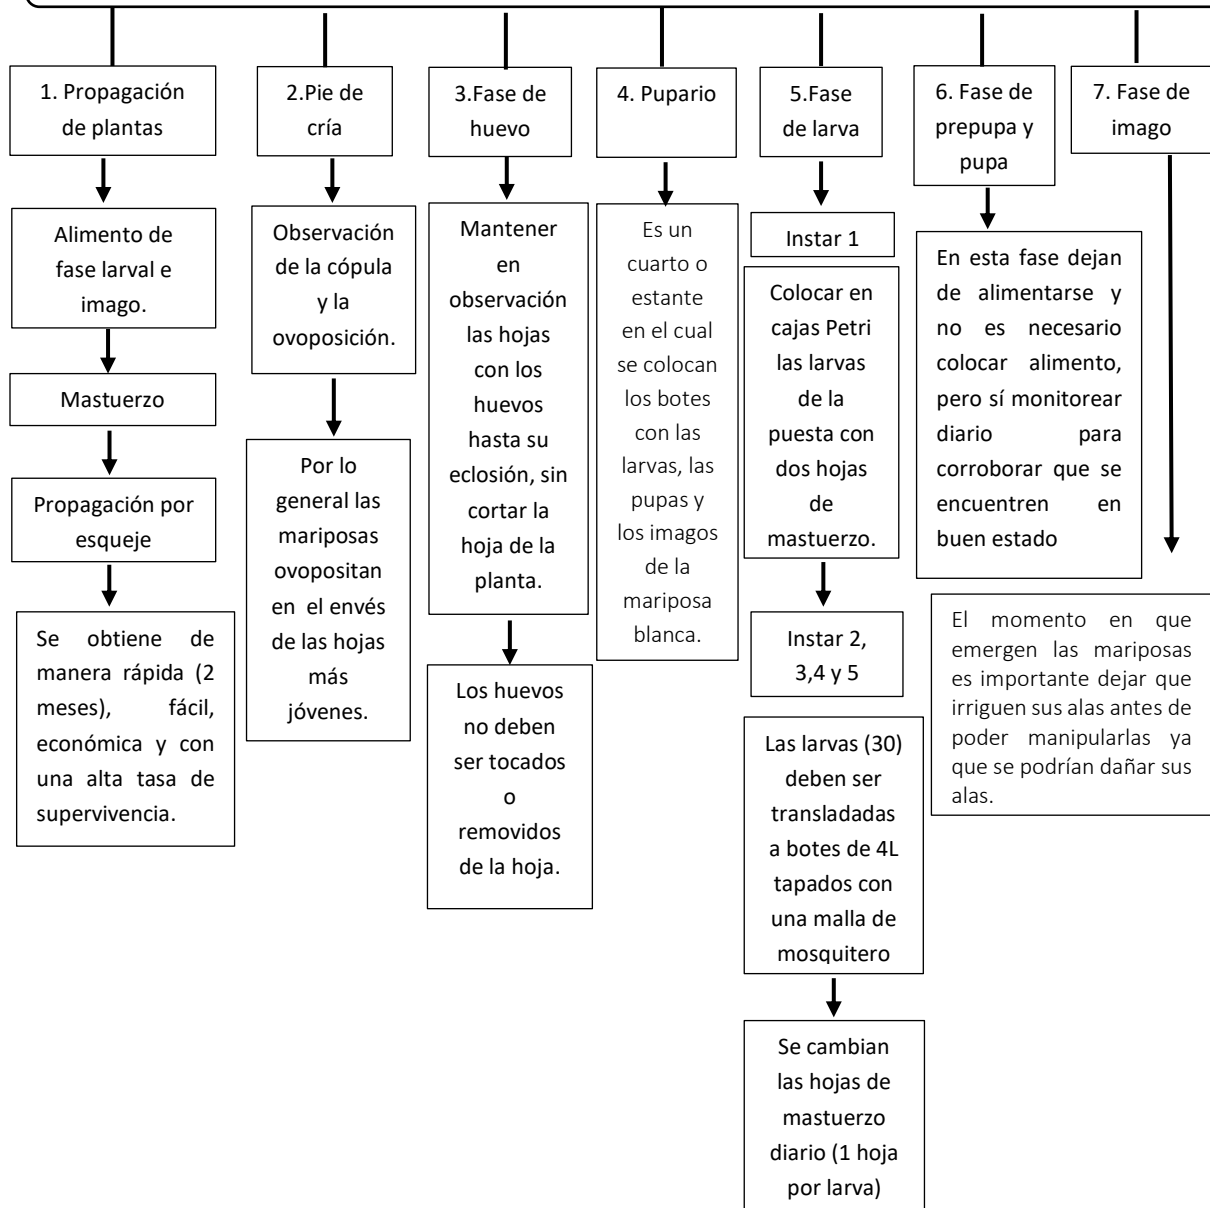 1. Propagación
de plantas
Alimento de
fase larval e
imago.
Mastuerzo
Propagación por
esqueje
Se obtiene de
manera rápida (2
meses), fácil,
económica y con
una alta tasa de
supervivencia.
2.Pie de
cría
Observación
de la cópula
y la
ovoposición.
Por lo
general las
mariposas
ovopositan
en el envés
de las hojas
más
jóvenes.
3.Fase de
huevo
Mantener
en
observación
las hojas
con los
huevos
hasta su
eclosión, sin
cortar la
hoja de la
planta.
Los huevos
no deben
ser tocados
o
removidos
de la hoja.
4. Pupario
Es un
cuarto o
estante
en el cual
se colocan
los botes
con las
larvas, las
pupas y
los imagos
de la
mariposa
blanca.
5.Fase
de larva
Instar 1
Colocar en
cajas Petri
las larvas
de la
puesta con
dos hojas
de
mastuerzo.
Instar 2,
3,4 y 5
Las larvas (30)
deben ser
transladadas
a botes de 4L
tapados con
una malla de
mosquitero
Se cambian
las hojas de
mastuerzo
diario (1 hoja
por larva)
6. Fase de
prepupa y
pupa
En esta fase dejan
de alimentarse y
no es necesario
colocar alimento,
pero sí monitorear
diario para
corroborar que se
encuentren en
buen estado
7. Fase de
imago
El momento en que
emergen las mariposas
es importante dejar que
irriguen sus alas antes de
poder manipularlas ya
que se podrían dañar sus
alas.